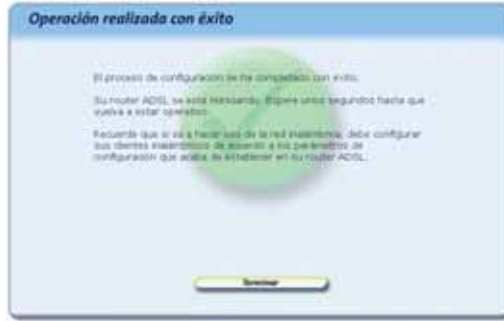 Operación realizada con éxito
El proceso de configuración se ha completado con éxito.
Su router ADSL se está reiniciando. Espere unos segundos hasta que
vuelva a estar operativo.
Recuerde que si va a hacer uso de la red inalámbrica, debe configurar
sus clientes inalámbricos de acuerdo a los parámetros de
configuración que acaba de establecer en su router ADSL.
Terminar